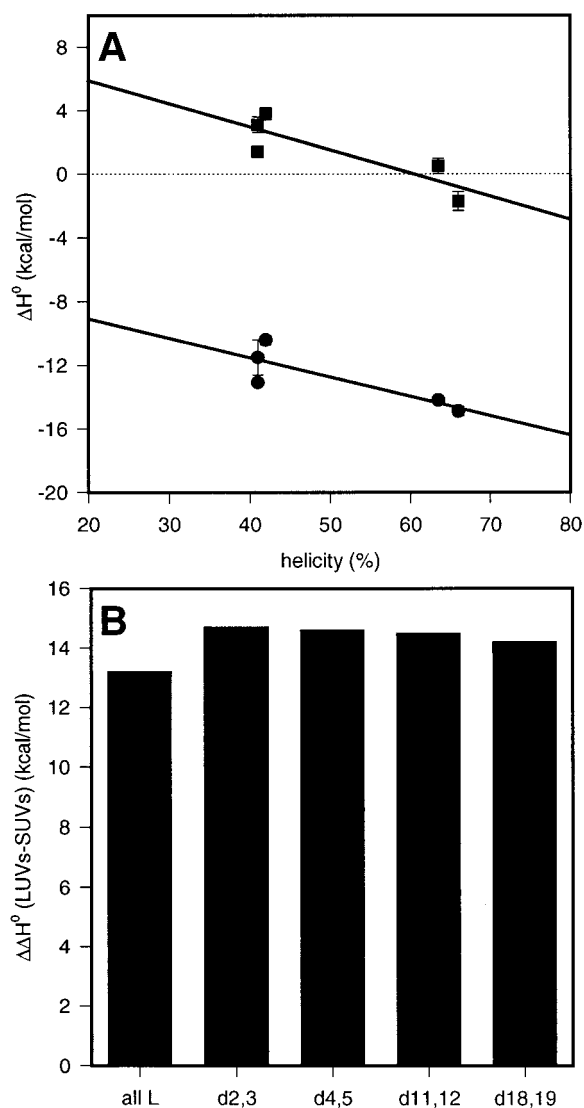 A
8
4
0
-4
-8
-12
-16
-20
ΔH⁰ (kcal/mol)
20 30 40 50 60 70 80
helicity (%)
B
16
14
12
10
8
6
4
2
0
ΔΔH⁰ (LUVs-SUVs) (kcal/mol)
all L d2,3 d4,5 d11,12 d18,19